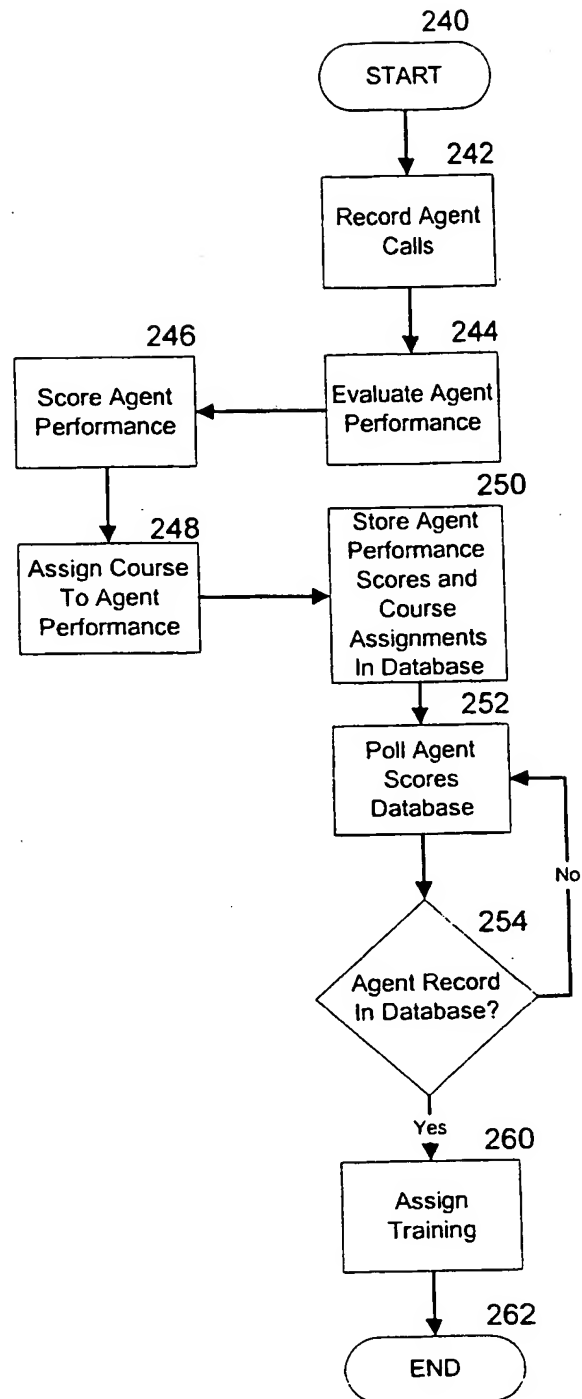 240
START
242
Record Agent
Calls
244
Evaluate Agent
Performance
246
Score Agent
Performance
248
Assign Course
To Agent
Performance
250
Store Agent
Performance
Scores and
Course
Assignments
In Database
252
Poll Agent
Scores
Database
No
254
Agent Record
In Database?
Yes
260
Assign
Training
262
END